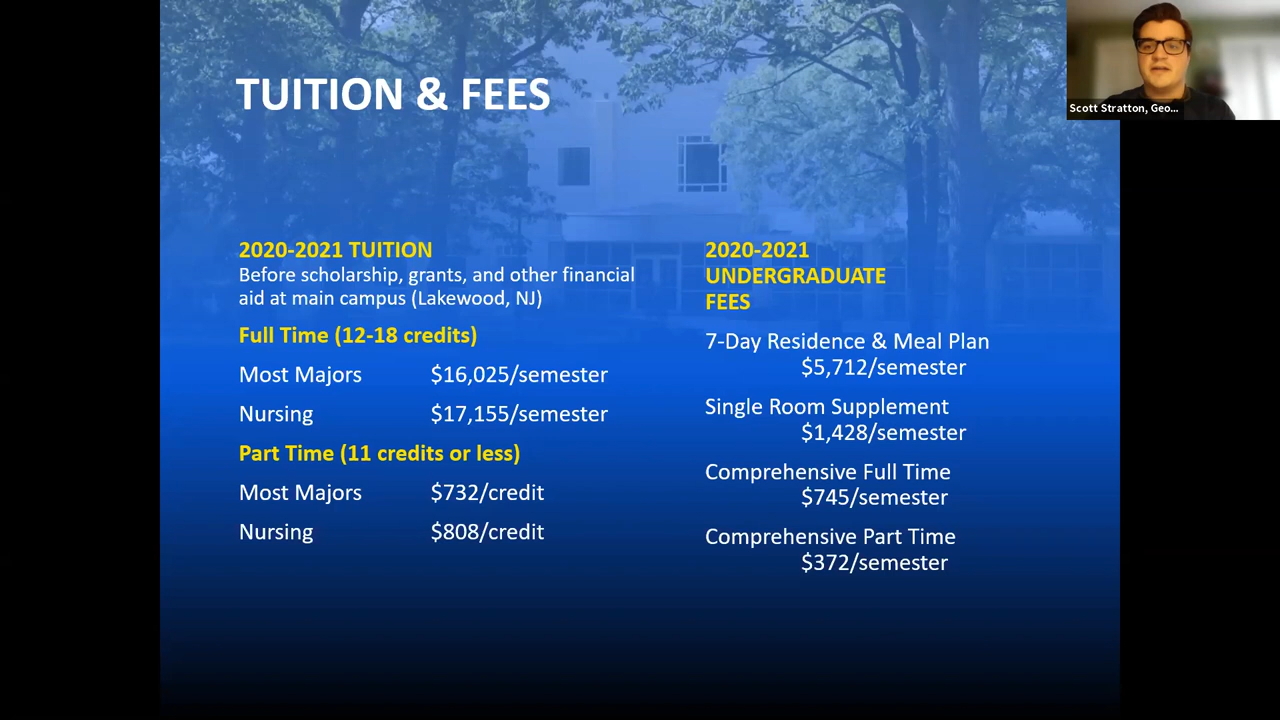 TUITION & FEES
Scott Stratton, Geo...
2020-2021 TUITION
Before scholarship, grants, and other financial
aid at main campus (Lakewood, NJ)
Full Time (12-18 credits)
Most Majors $16,025/semester
Nursing $17,155/semester
Part Time (11 credits or less)
Most Majors $732/credit
Nursing $808/credit
2020-2021
UNDERGRADUATE
FEES
7-Day Residence & Meal Plan
$5,712/semester
Single Room Supplement
$1,428/semester
Comprehensive Full Time
$745/semester
Comprehensive Part Time
$372/semester